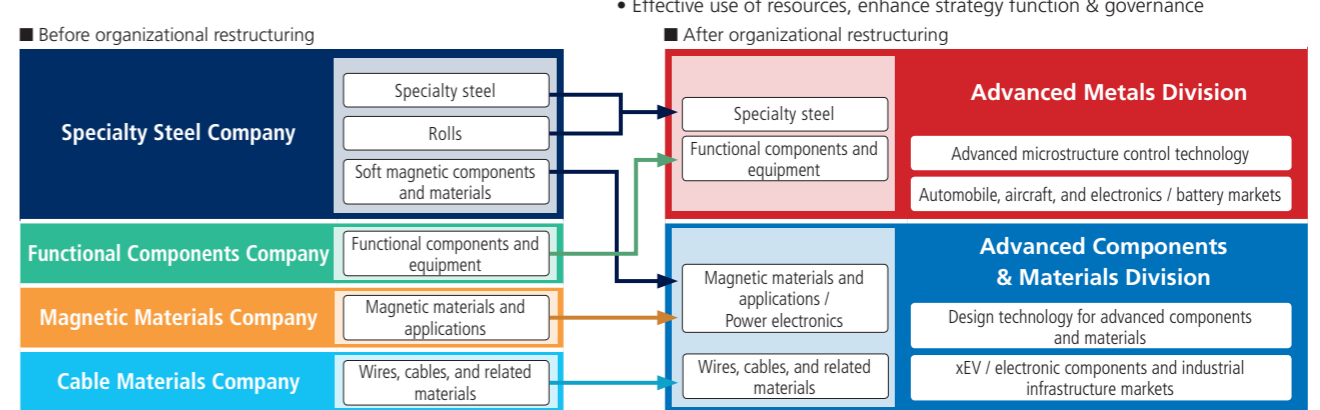 • Effective use of resources, enhance strategy function & governance
■ Before organizational restructuring
Specialty Steel Company
Specialty steel
Rolls
Soft magnetic components
and materials
Functional Components Company
Functional components and
equipment
Magnetic Materials Company
Magnetic materials and
applications
Cable Materials Company
Wires, cables, and related
materials
■ After organizational restructuring
Specialty steel
Functional components and
equipment
Advanced Metals Division
Advanced microstructure control technology
Automobile, aircraft, and electronics / battery markets
Magnetic materials and
applications /
Power electronics
Wires, cables, and related
materials
Advanced Components
& Materials Division
Design technology for advanced components
and materials
xEV / electronic components and industrial
infrastructure markets